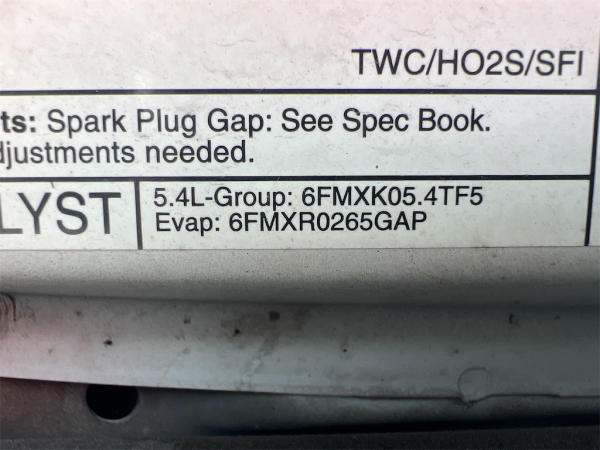 TWC/HO2S/SFI
ts: Spark Plug Gap: See Spec Book.
djustments needed.
LYST
5.4L-Group: 6FMXK05.4TF5
Evap: 6FMXR0265GAP